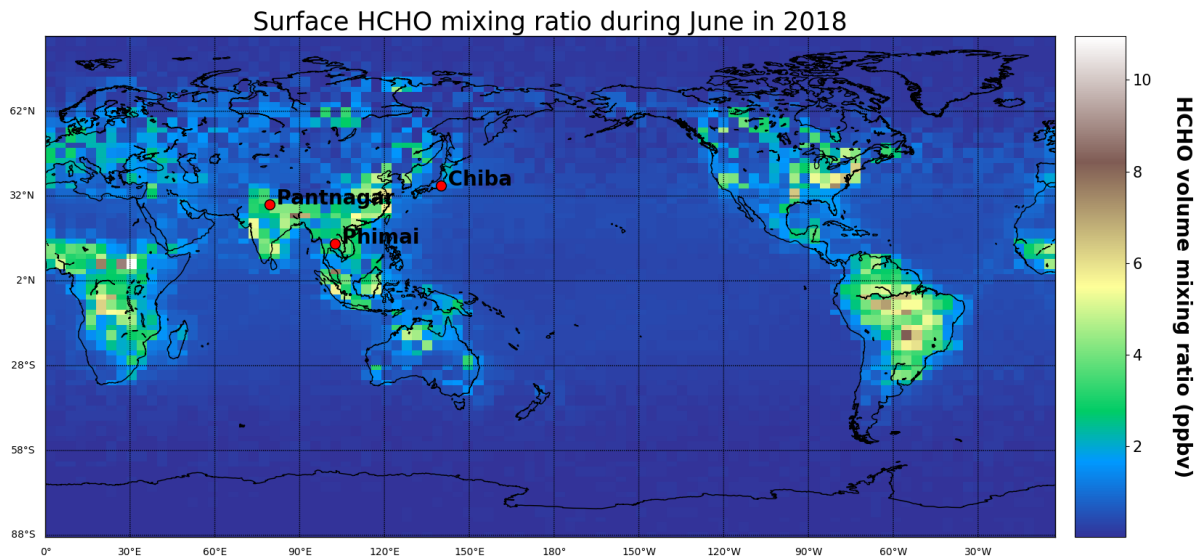 Surface HCHO mixing ratio during June in 2018
62°N
32°N
2°N
28°S
58°S
88°S
0°
30°E
60°E
90°E
120°E
150°E
180°
150°W
120°W
90°W
60°W
30°W
Chiba
Pantnagar
Phimai
10
8
6
4
2
HCHO volume mixing ratio (ppbv)